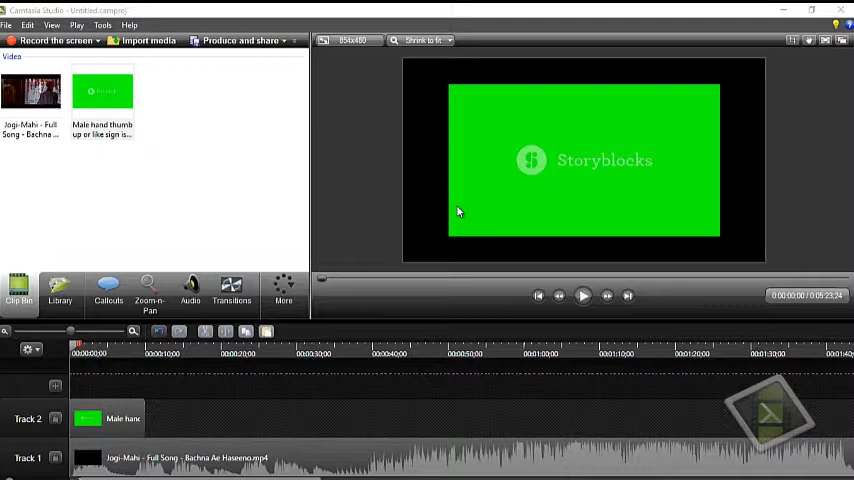 Camtasia Studio - Untitled.camproj
File Edit View Play Tools Help
Record the screen Import media Produce and share
854x480 Shrink to fit
Video
Jogi-Mahi - Full
Song - Bachna ...
Male hand thumb
up or like sign is...
Storyblocks
Clip Bin Library Callouts Zoom-n-
Pan Audio Transitions More
0:00:00;00 / 0:05:23;24
00:00:00;00 00:00:10;00 00:00:20;00 00:00:30;00 00:00:40;00 00:00:50;00 00:01:00;00 00:01:10;00 00:01:20;00 00:01:30;00 00:01:40
Track 2 Male hand
Track 1 Jogi-Mahi - Full Song - Bachna Ae Haseeno.mp4